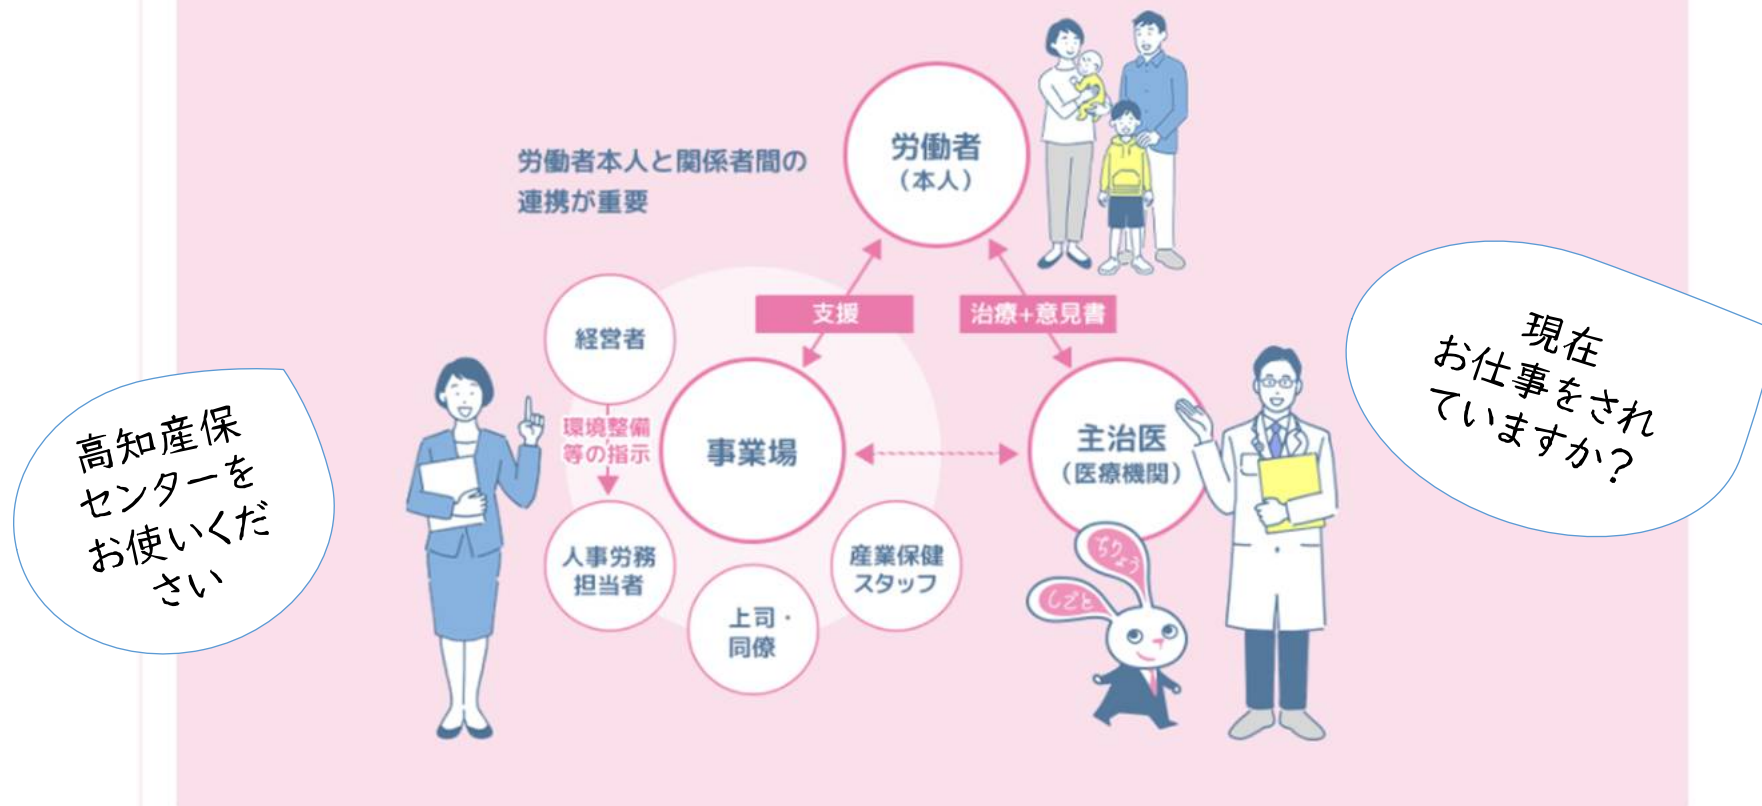 労働者
（本人）
労働者本人と関係者間の
連携が重要
支援
治療+意見書
経営者
環境整備
等の指示
事業場
主治医
（医療機関）
人事労務
担当者
上司・
同僚
産業保健
スタッフ
ちりょう
しごと
高知産保
センターを
お使いくだ
さい
現在
お仕事をされ
ていますか？